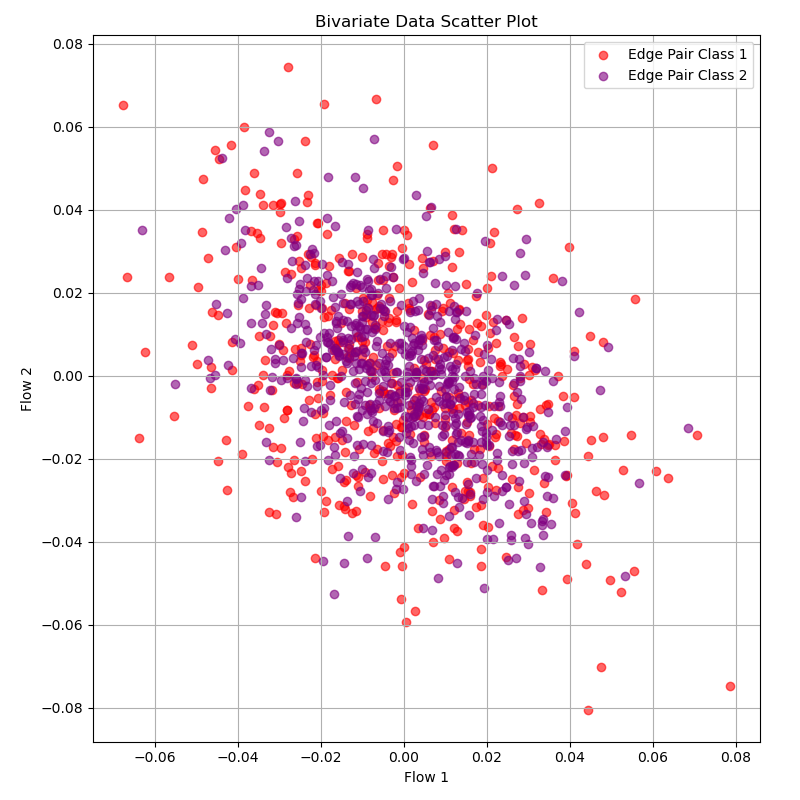 Bivariate Data Scatter Plot
Edge Pair Class 1
Edge Pair Class 2
0.08
0.06
0.04
0.02
0.00
−0.02
−0.04
−0.06
−0.08
Flow 2
−0.06 −0.04 −0.02 0.00 0.02 0.04 0.06 0.08
Flow 1